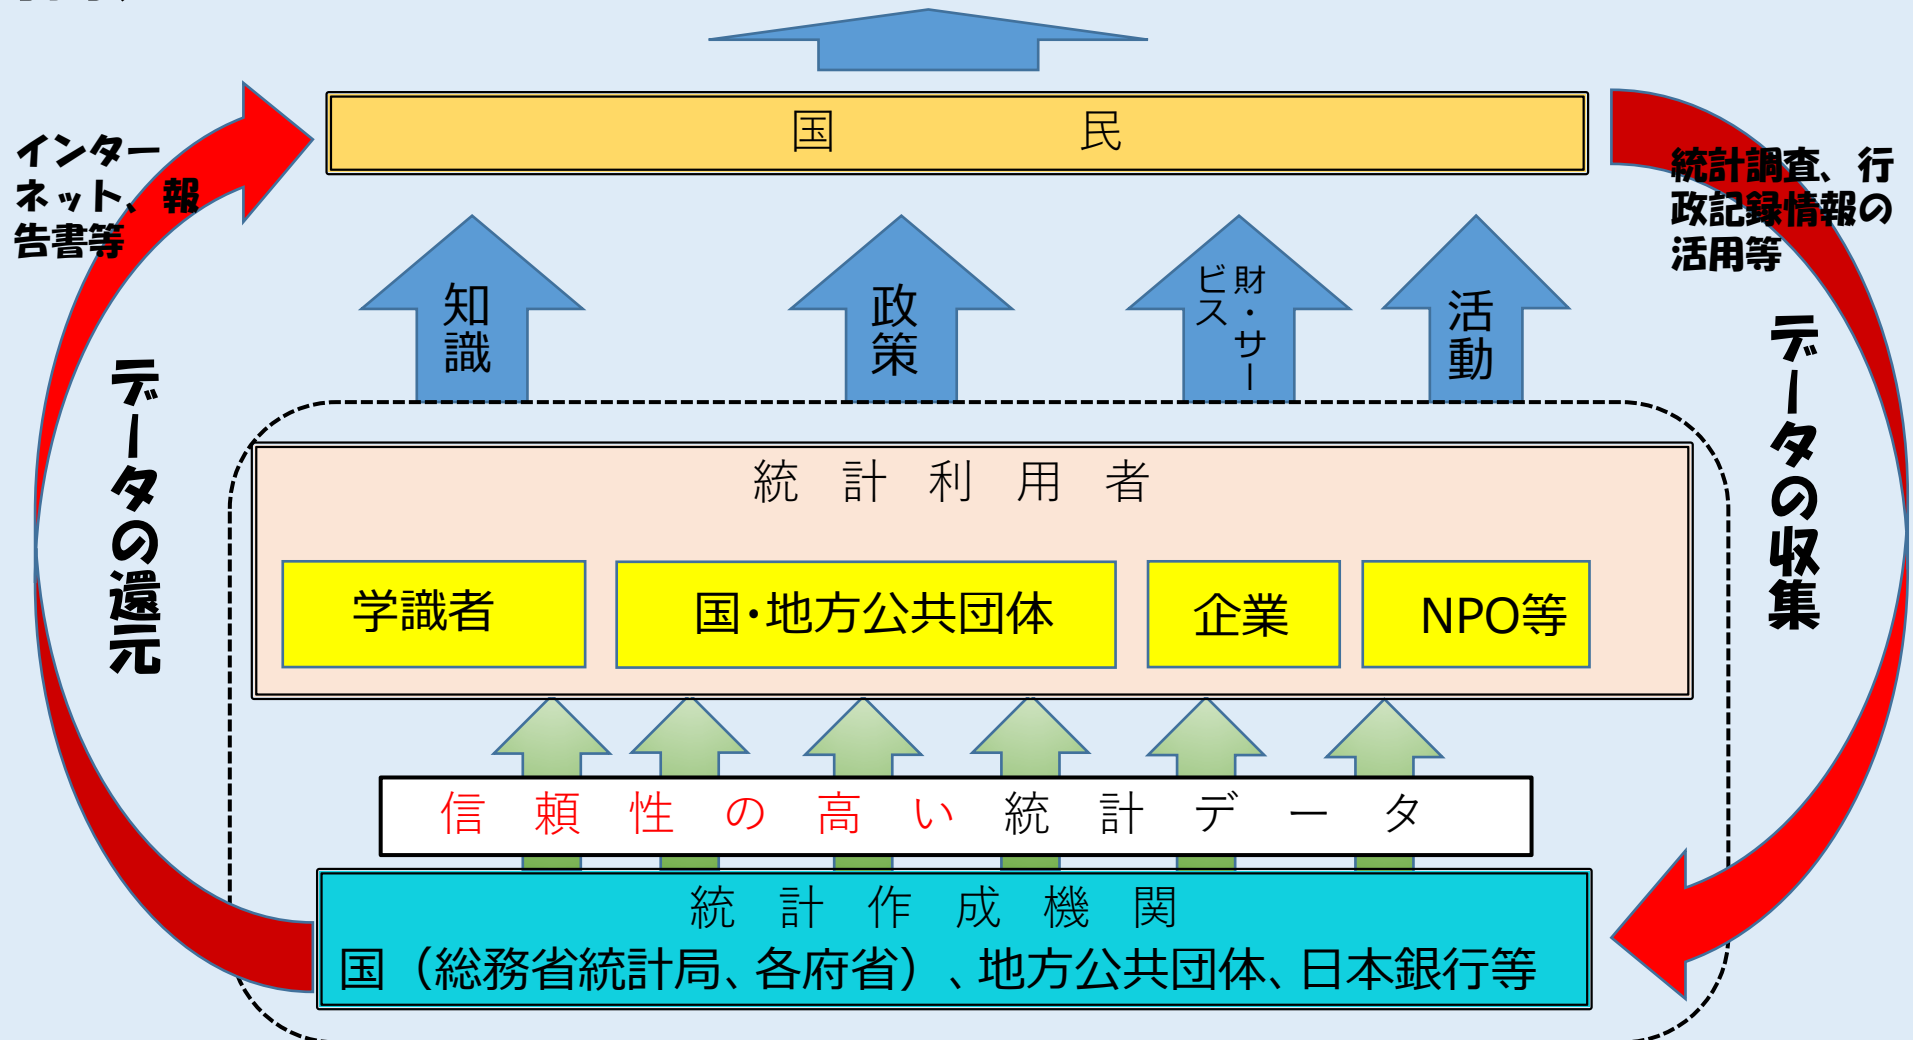 国　民
インター
ネット、報
告書等
統計調査、行
政記録情報の
活用等
知識
政策
財・サー
ビス
活動
データの還元
データの収集
統計利用者
学識者
国・地方公共団体
企業
NPO等
信頼性の高い統計データ
統計作成機関
国（総務省統計局、各府省）、地方公共団体、日本銀行等